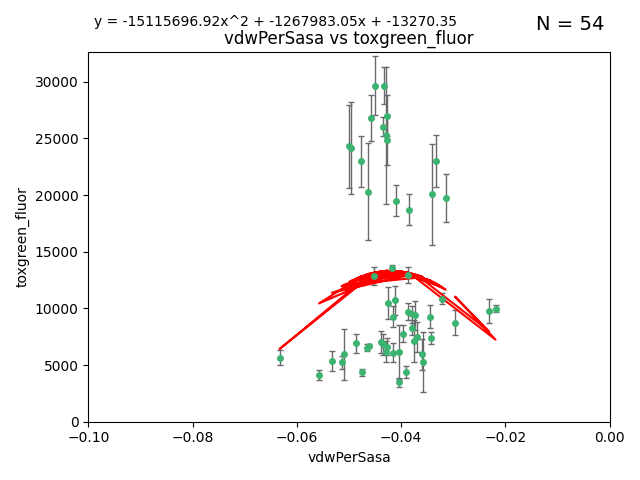 y = -15115696.92x^2 + -1267983.05x + -13270.35
N = 54
vdwPerSasa vs toxgreen_fluor
toxgreen_fluor
30000
25000
20000
15000
10000
5000
0
−0.10 −0.08 −0.06 −0.04 −0.02 0.00
vdwPerSasa